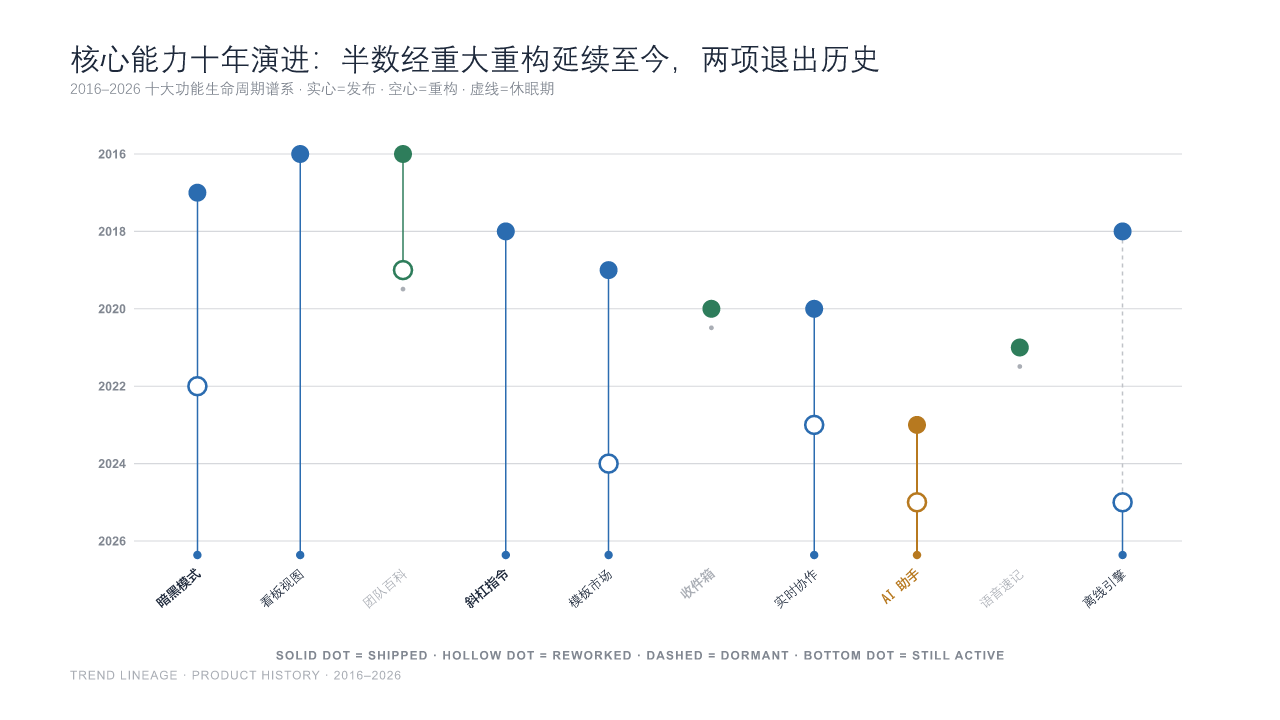 核心能力十年演进：半数经重大重构延续至今，两项退出历史
2016–2026 十大功能生命周期谱系 · 实心=发布 · 空心=重构 · 虚线=休眠期
2016
2018
2020
2022
2024
2026
暗黑模式
看板视图
团队百科
斜杠指令
模板市场
收件箱
实时协作
AI 助手
语音速记
离线引擎
SOLID DOT = SHIPPED · HOLLOW DOT = REWORKED · DASHED = DORMANT · BOTTOM DOT = STILL ACTIVE
TREND LINEAGE · PRODUCT HISTORY · 2016–2026